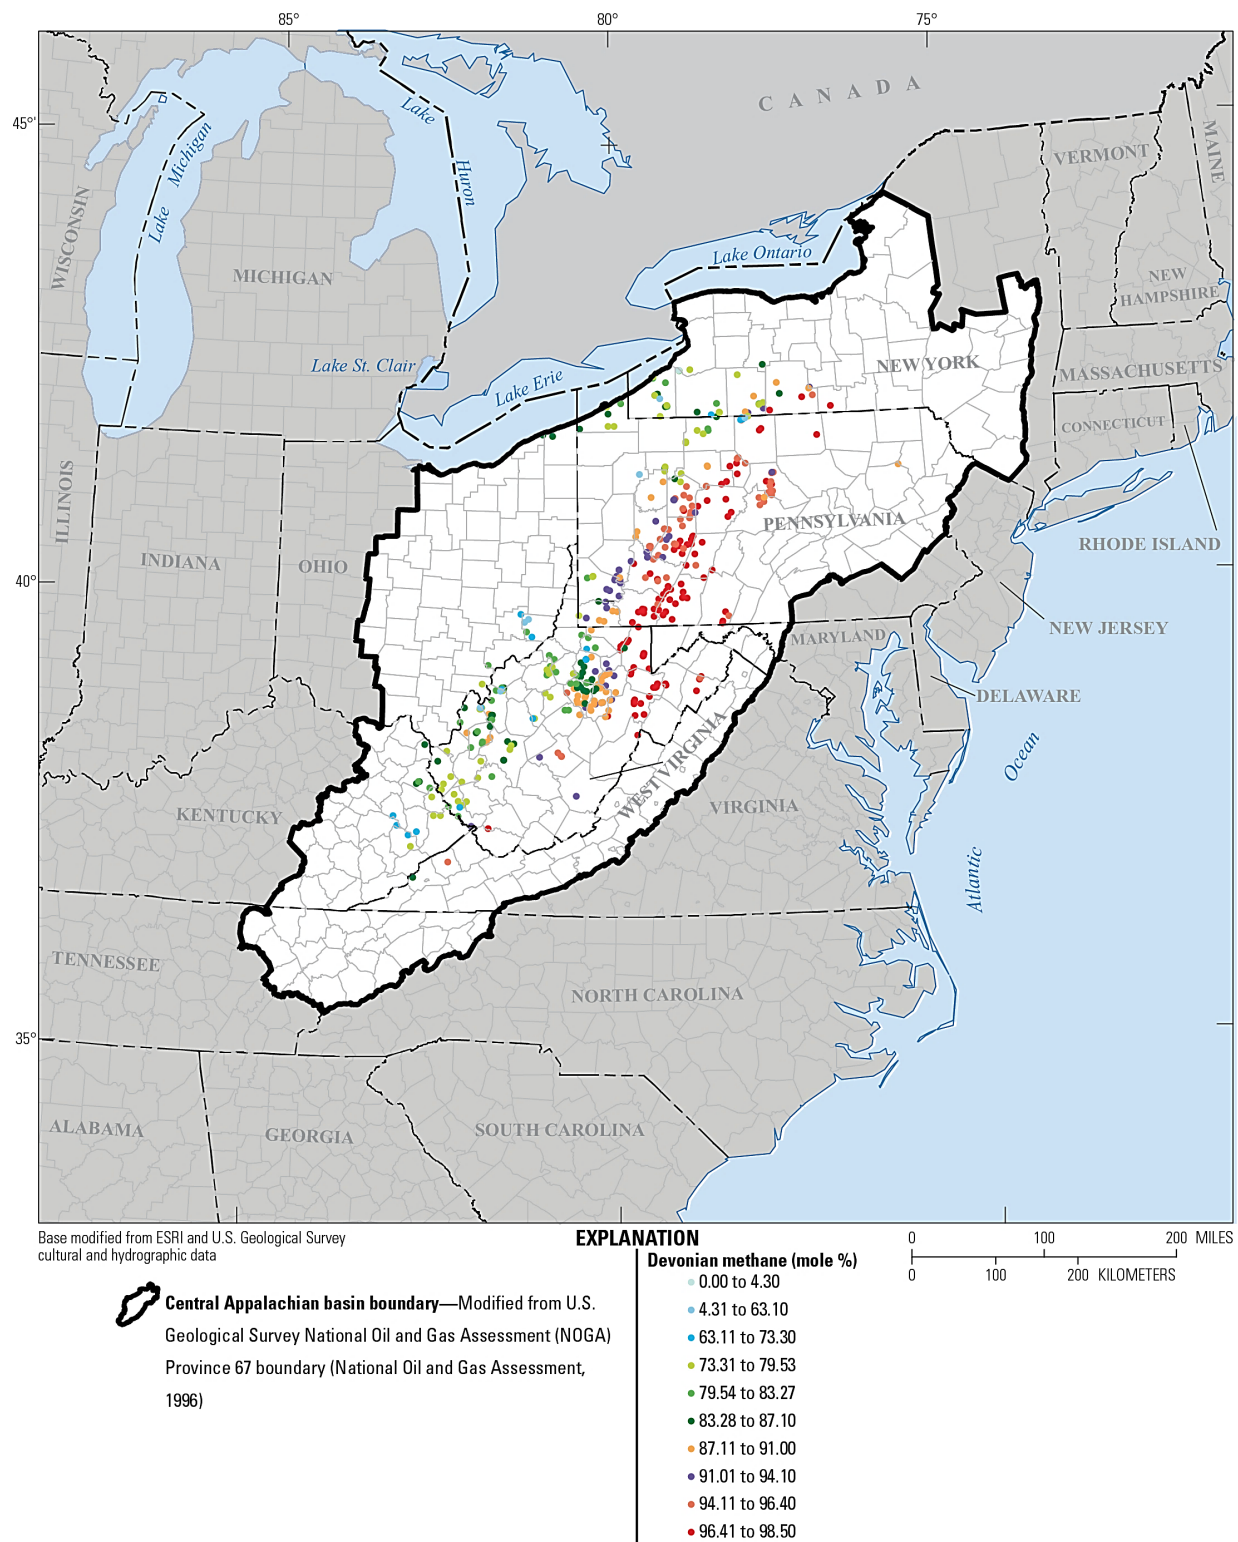 85°
80°
75°
45°
40°
35°
CANADA
Lake
Huron
Lake
Michigan
WISCONSIN
MICHIGAN
VERMONT
MAINE
NEW
HAMPSHIRE
Lake Ontario
Lake St. Clair
Lake Erie
NEW YORK
MASSACHUSETTS
CONNECTICUT
RHODE ISLAND
ILLINOIS
INDIANA
OHIO
PENNSYLVANIA
NEW JERSEY
MARYLAND
DELAWARE
WEST VIRGINIA
VIRGINIA
KENTUCKY
Atlantic
Ocean
TENNESSEE
NORTH CAROLINA
ALABAMA
GEORGIA
SOUTH CAROLINA
Base modified from ESRI and U.S. Geological Survey
cultural and hydrographic data
0 100 200 MILES
0 100 200 KILOMETERS
EXPLANATION
Central Appalachian basin boundary—Modified from U.S.
Geological Survey National Oil and Gas Assessment (NOGA)
Province 67 boundary (National Oil and Gas Assessment,
1996)
Devonian methane (mole %)
0.00 to 4.30
4.31 to 63.10
63.11 to 73.30
73.31 to 79.53
79.54 to 83.27
83.28 to 87.10
87.11 to 91.00
91.01 to 94.10
94.11 to 96.40
96.41 to 98.50